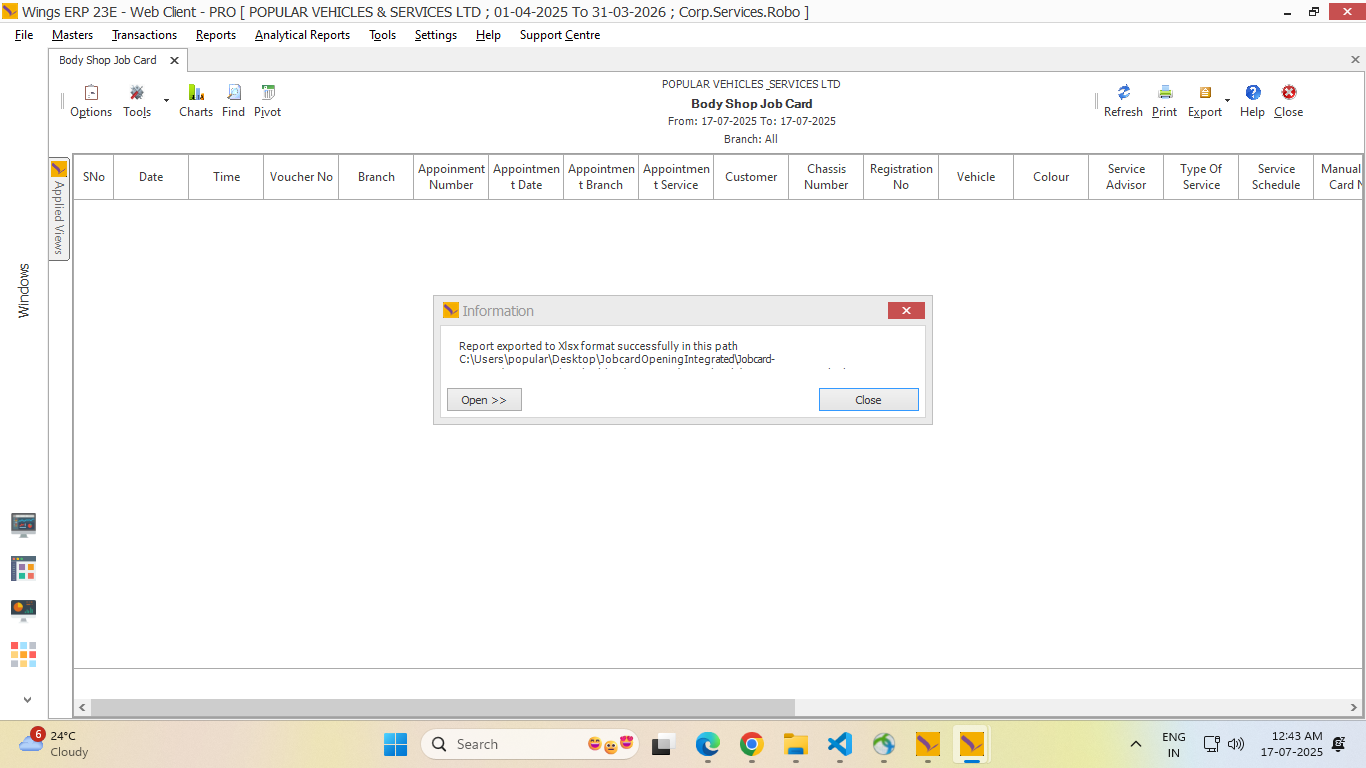 Wings ERP 23E - Web Client - PRO [ POPULAR VEHICLES & SERVICES LTD ; 01-04-2025 To 31-03-2026 ; Corp.Services.Robo ]
File Masters Transactions Reports Analytical Reports Tools Settings Help Support Centre
Body Shop Job Card
POPULAR VEHICLES_SERVICES LTD
Body Shop Job Card
From: 17-07-2025 To: 17-07-2025
Branch: All
Options Tools Charts Find Pivot
Refresh Print Export Help Close
Applied Views
Windows
SNo Date Time Voucher No Branch Appoinment Appointmen Appointmen Appointmen Customer Chassis Registration Vehicle Colour Service Type Of Service Manual
Number t Date t Branch t Service Number No Advisor Service Schedule Card N
Information
Report exported to Xlsx format successfully in this path
C:\Users\popular\Desktop\JobcardOpeningIntegrated\Jobcard-
Open >> Close
6
24°C
Cloudy
Search
ENG
IN
12:43 AM
17-07-2025